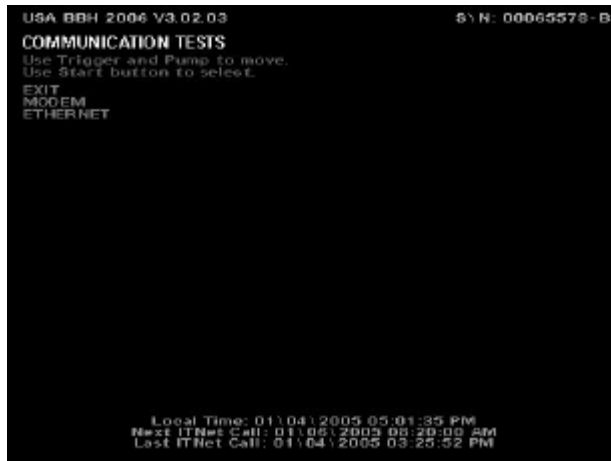 USA BBH 2006 V3.02.03
S\N: 00065578-B
COMMUNICATION TESTS
Use Trigger and Pump to move.
Use Start button to select.
EXIT
MODEM
ETHERNET
Local Time: 01\04\2005 05:01:35 PM
Next ITNet Call: 01\06\2005 08:20:00 AM
Last ITNet Call: 01\04\2005 03:25:52 PM